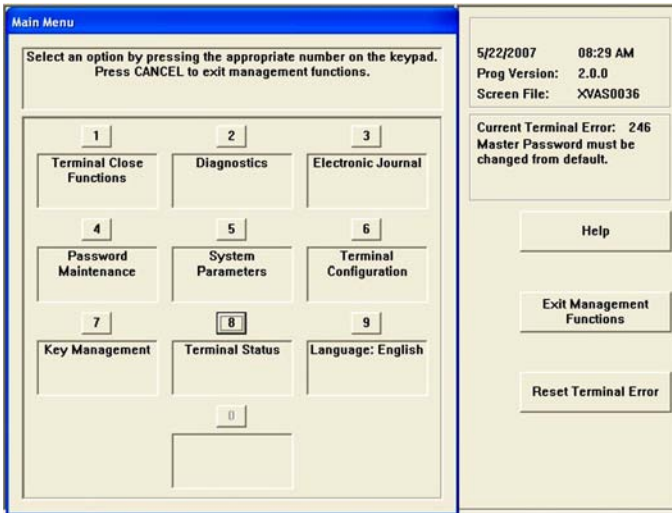 Main Menu
Select an option by pressing the appropriate number on the keypad.
Press CANCEL to exit management functions.
1
Terminal Close
Functions
2
Diagnostics
3
Electronic Journal
4
Password
Maintenance
5
System
Parameters
6
Terminal
Configuration
7
Key Management
8
Terminal Status
9
Language: English
0
5/22/2007 08:29 AM
Prog Version: 2.0.0
Screen File: XVAS0036
Current Terminal Error: 246
Master Password must be
changed from default.
Help
Exit Management
Functions
Reset Terminal Error